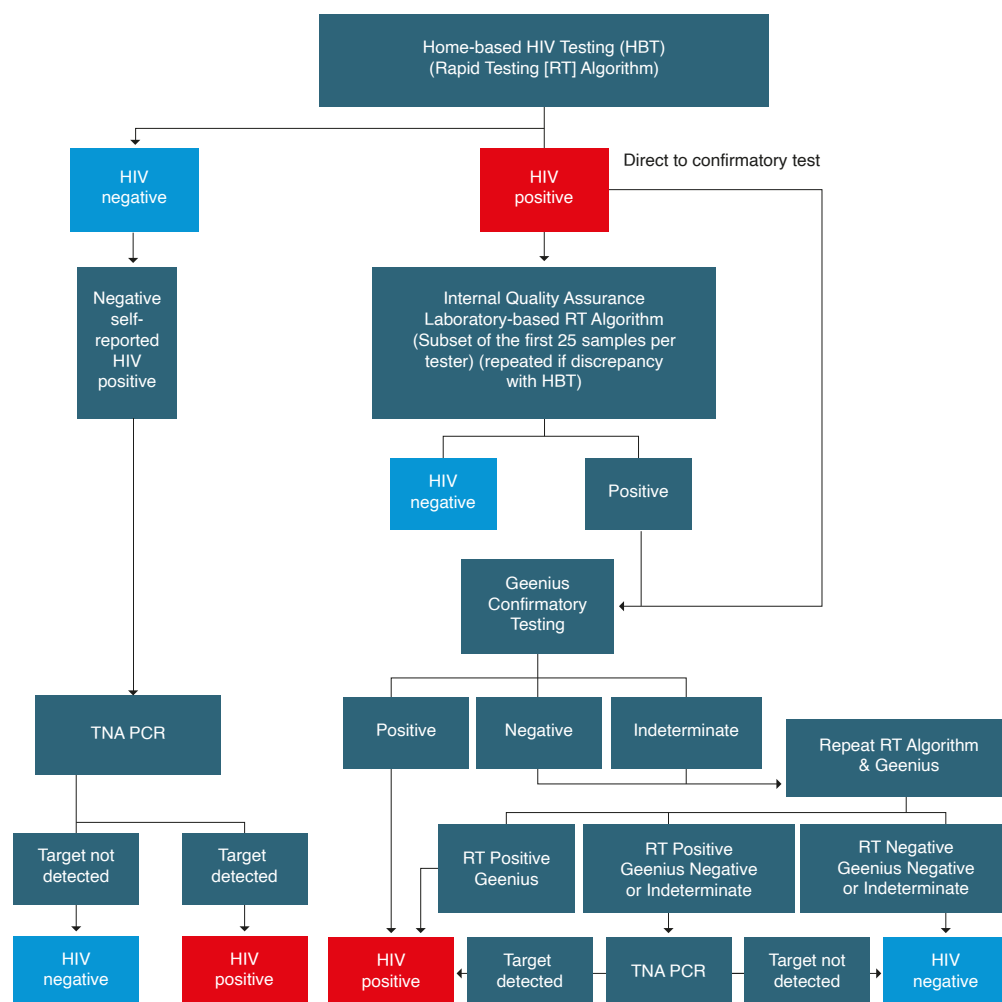 Home-based HIV Testing (HBT)
(Rapid Testing [RT] Algorithm)
HIV
negative
HIV
positive
Direct to confirmatory test
Negative
self-
reported
HIV
positive
Internal Quality Assurance
Laboratory-based RT Algorithm
(Subset of the first 25 samples per
tester) (repeated if discrepancy
with HBT)
HIV
negative
Positive
Geenius
Confirmatory
Testing
TNA PCR
Positive
Negative
Indeterminate
Repeat RT Algorithm
& Geenius
Target not
detected
Target
detected
RT Positive
Geenius
RT Positive
Geenius Negative
or Indeterminate
RT Negative
Geenius Negative
or Indeterminate
HIV
negative
HIV
positive
HIV
positive
Target
detected
TNA PCR
Target not
detected
HIV
negative